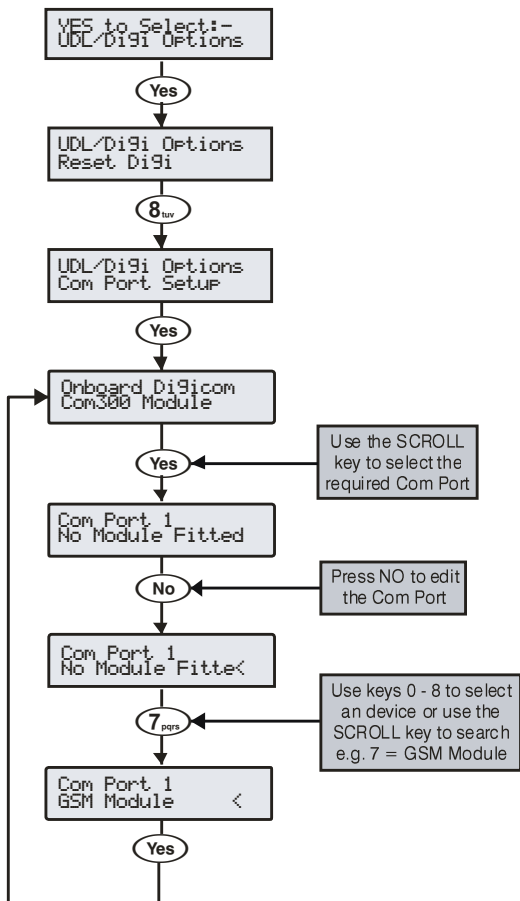 YES to Select:-
UDL/Digi Options
Yes
UDL/Digi Options
Reset Digi
8tuv
UDL/Digi Options
Com Port Setup
Yes
Onboard Digicom
Com300 Module
Yes
Use the SCROLL
key to select the
required Com Port
Com Port 1
No Module Fitted
No
Press NO to edit
the Com Port
Com Port 1
No Module Fitte<
7pqrs
Use keys 0 - 8 to select
an device or use the
SCROLL key to search
e.g. 7 = GSM Module
Com Port 1
GSM Module <
Yes